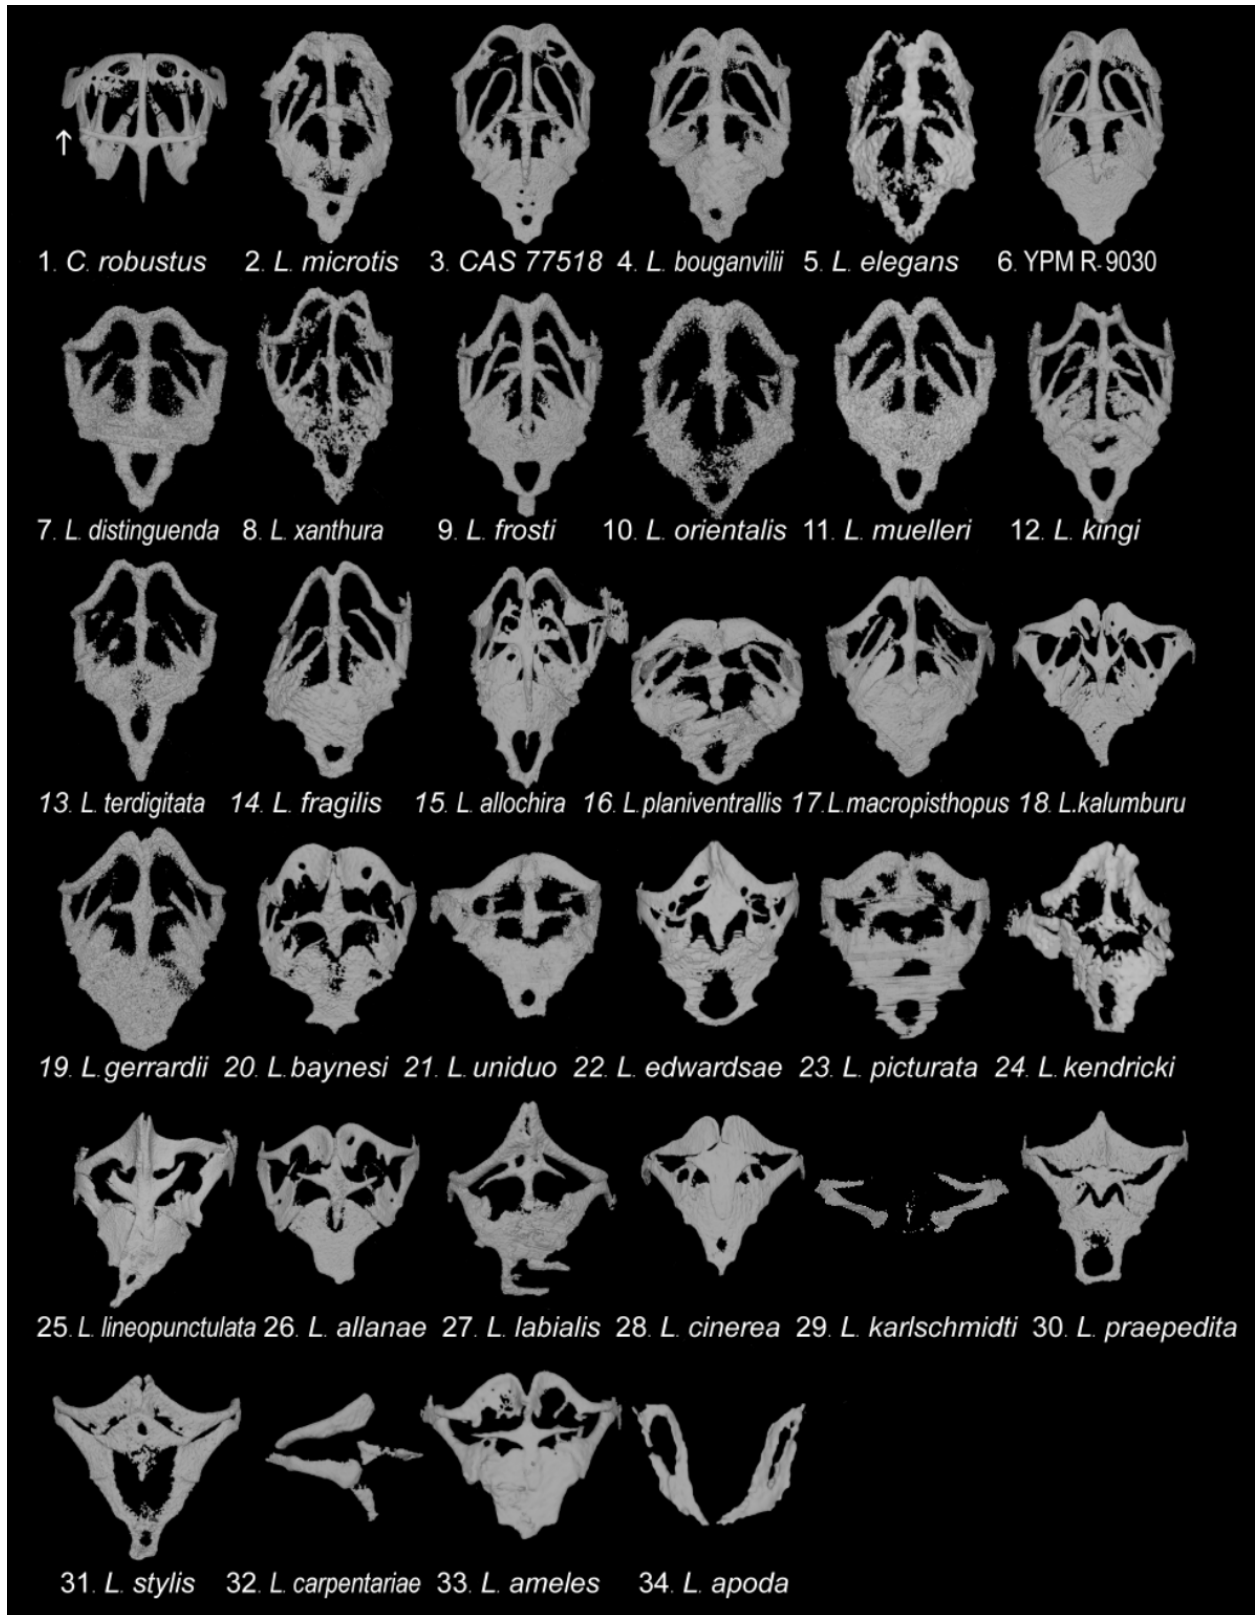 1. C. robustus 2. L. microtis 3. CAS 77518 4. L. bouganvilii 5. L. elegans 6. YPM R-9030
7. L. distinguenda 8. L. xanthura 9. L. frosti 10. L. orientalis 11. L. muelleri 12. L. kingi
13. L. terdigitata 14. L. fragilis 15. L. allochira 16. L. planiventrallis 17. L. macropisthopus 18. L. kalumburu
19. L. gerrardii 20. L. baynesi 21. L. uniduo 22. L. edwardsae 23. L. picturata 24. L. kendricki
25. L. lineopunctulata 26. L. allanae 27. L. labialis 28. L. cinerea 29. L. karlschmidti 30. L. praepedita
31. L. stylis 32. L. carpentariae 33. L. ameles 34. L. apoda